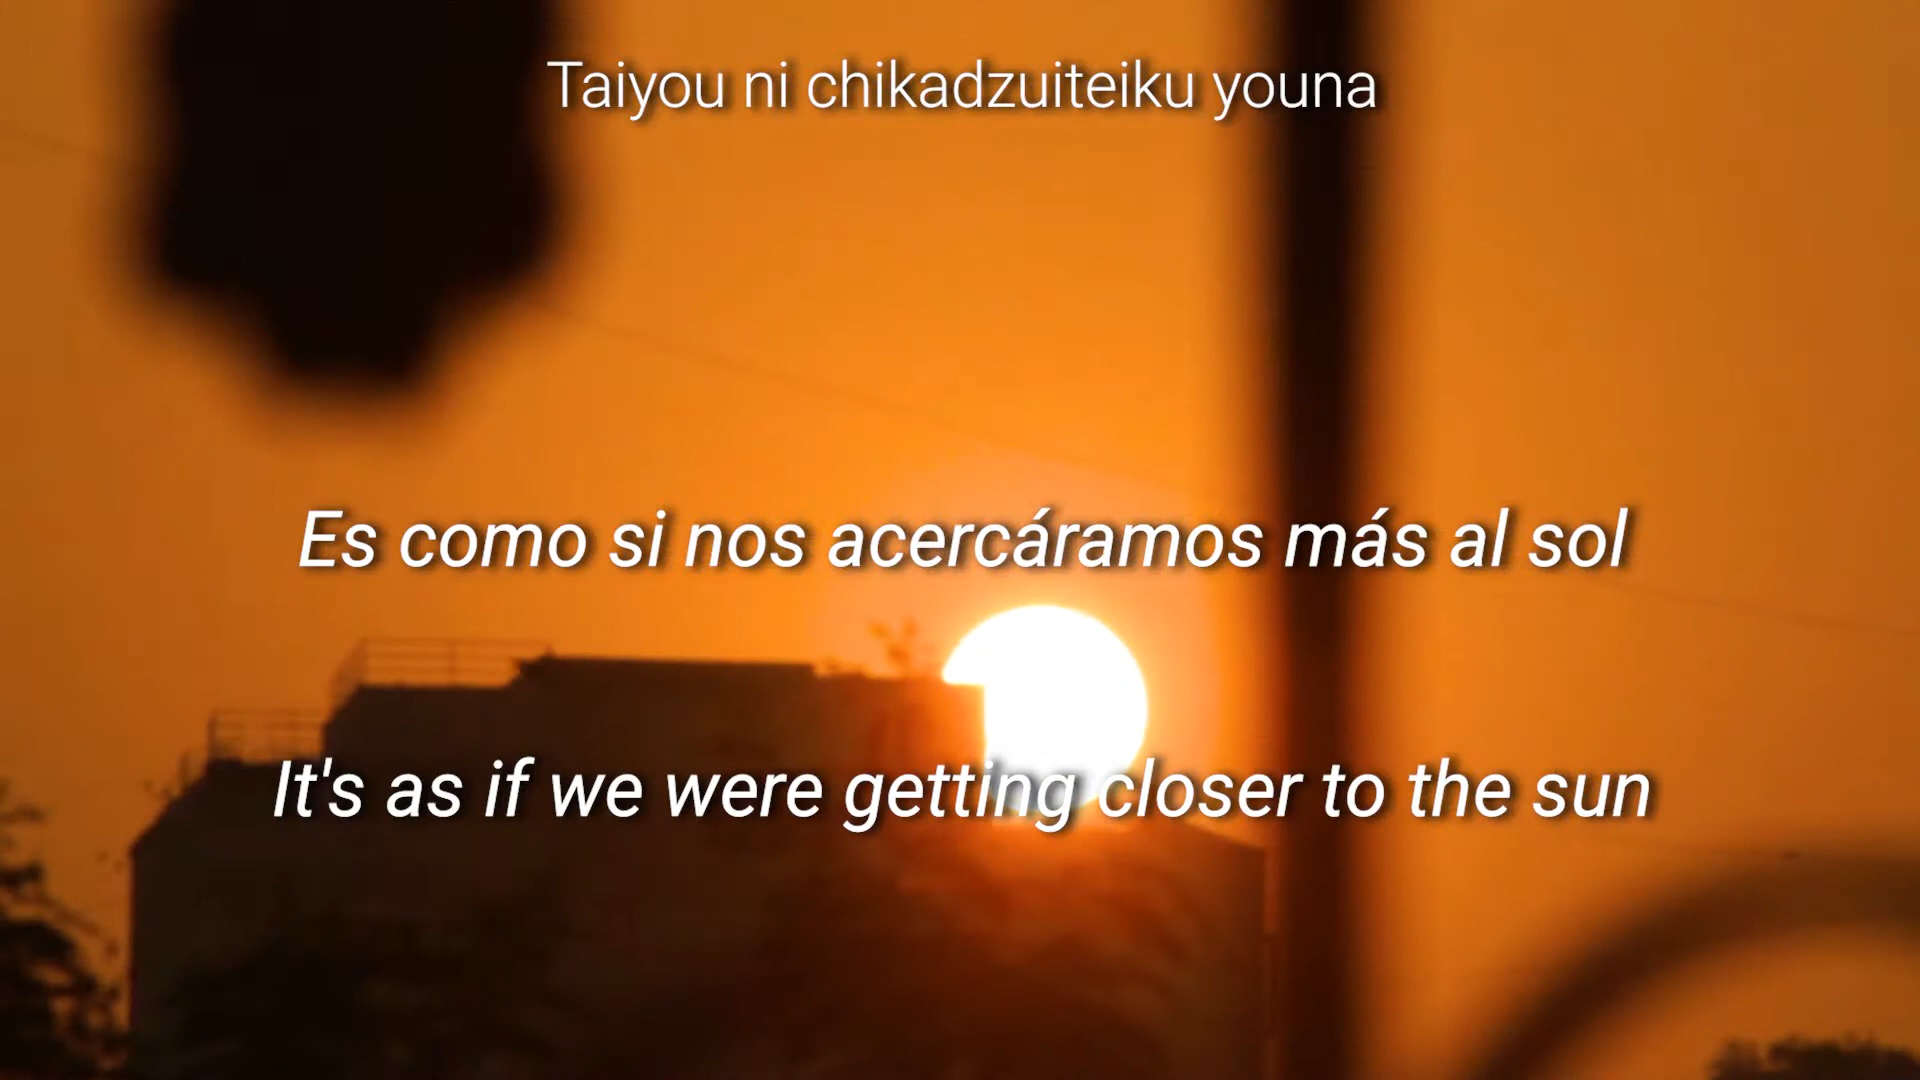 Taiyou ni chikadzuiteiku youna
Es como si nos acercáramos más al sol
It's as if we were getting closer to the sun